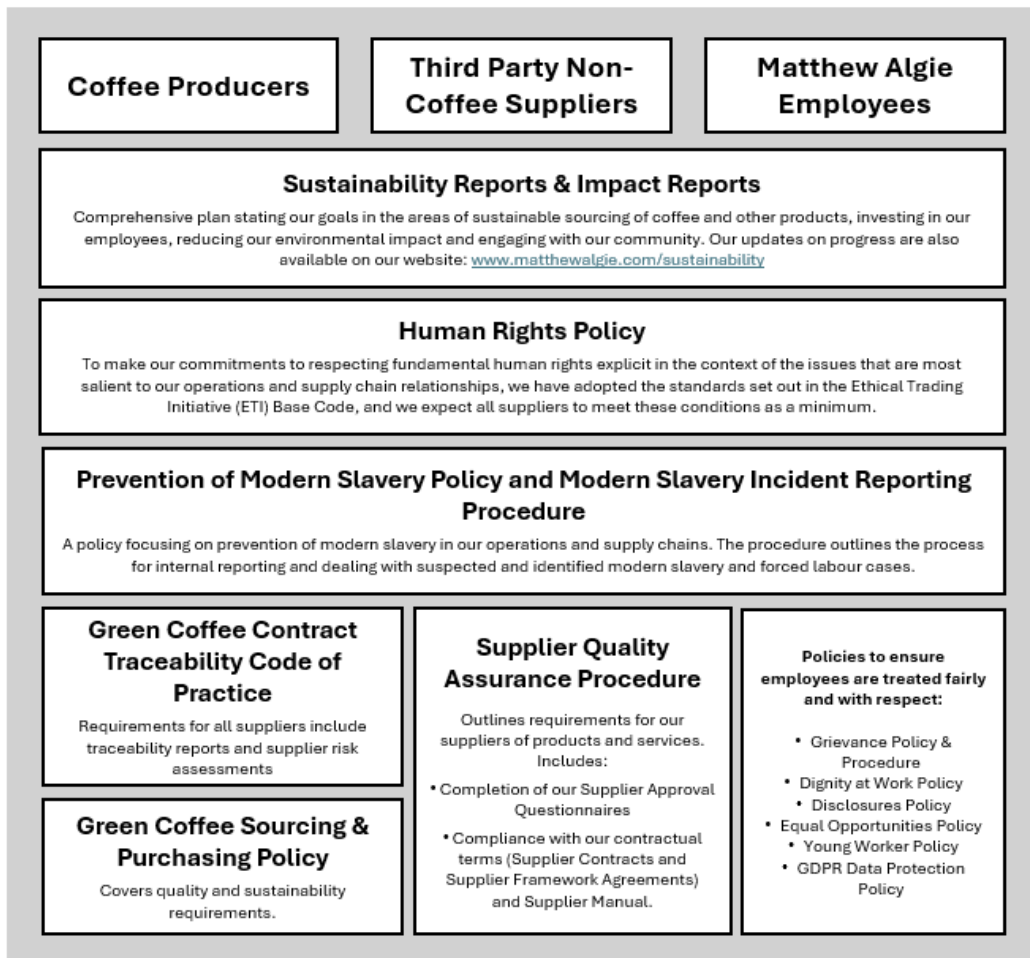 Coffee Producers
Third Party Non-
Coffee Suppliers
Matthew Algie
Employees
Sustainability Reports & Impact Reports
Comprehensive plan stating our goals in the areas of sustainable sourcing of coffee and other products, investing in our
employees, reducing our environmental impact and engaging with our community. Our updates on progress are also
available on our website: www.matthewalgie.com/sustainability
Human Rights Policy
To make our commitments to respecting fundamental human rights explicit in the context of the issues that are most
salient to our operations and supply chain relationships, we have adopted the standards set out in the Ethical Trading
Initiative (ETI) Base Code, and we expect all suppliers to meet these conditions as a minimum.
Prevention of Modern Slavery Policy and Modern Slavery Incident Reporting
Procedure
A policy focusing on prevention of modern slavery in our operations and supply chains. The procedure outlines the process
for internal reporting and dealing with suspected and identified modern slavery and forced labour cases.
Green Coffee Contract
Traceability Code of
Practice
Requirements for all suppliers include
traceability reports and supplier risk
assessments
Green Coffee Sourcing &
Purchasing Policy
Covers quality and sustainability
requirements.
Supplier Quality
Assurance Procedure
Outlines requirements for our
suppliers of products and services.
Includes:
• Completion of our Supplier Approval
Questionnaires
• Compliance with our contractual
terms (Supplier Contracts and
Supplier Framework Agreements)
and Supplier Manual.
Policies to ensure
employees are treated fairly
and with respect:
• Grievance Policy &
Procedure
• Dignity at Work Policy
• Disclosures Policy
• Equal Opportunities Policy
• Young Worker Policy
• GDPR Data Protection
Policy